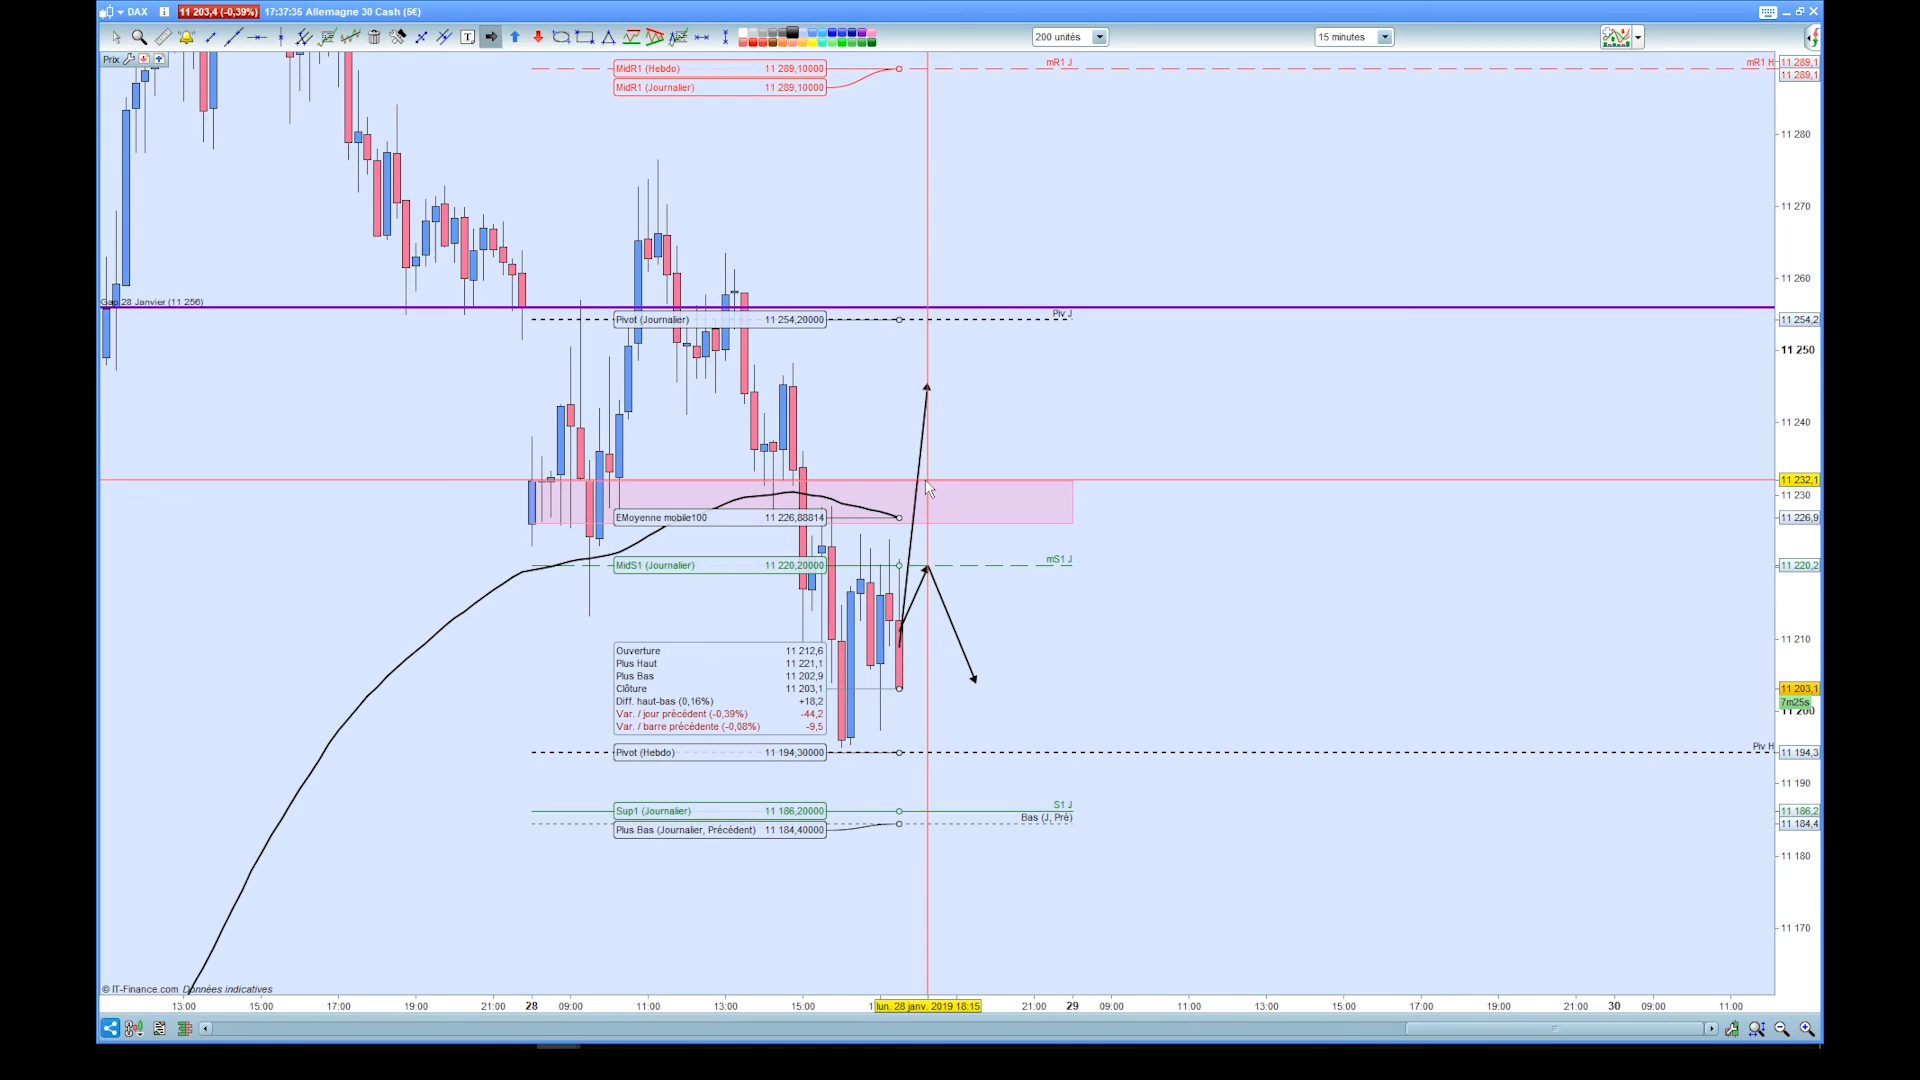 DAX 11 203,4 (-0,39%) 17:37:35 Allemagne 30 Cash (5€)
200 unités
15 minutes
Prix
MidR1 (Hebdo) 11 289,10000
mR1 J
mR1 H
11 289,1
MidR1 (Journalier) 11 289,10000
11 289,1
11 280
11 270
11 260
Gap 28 Janvier (11 256)
Pivot (Journalier) 11 254,20000
Piv J
11 254,2
11 250
11 240
11 232,1
11 230
EMoyenne mobile100 11 226,88814
11 226,9
MidS1 (Journalier) 11 220,20000
mS1 J
11 220,2
11 210
Ouverture 11 212,6
Plus Haut 11 221,1
Plus Bas 11 202,9
Clôture 11 203,1
Diff. haut-bas (0,16%) +18,2
Var. / jour précédent (-0,39%) -44,2
Var. / barre précédente (-0,08%) -9,5
11 203,1
7m25s
11 200
Pivot (Hebdo) 11 194,30000
Piv H
11 194,3
11 190
Sup1 (Journalier) 11 186,20000
S1 J
11 186,2
Plus Bas (Journalier, Précédent) 11 184,40000
Bas (J, Pré)
11 184,4
11 180
11 170
© IT-Finance.com Données indicatives
13:00 15:00 17:00 19:00 21:00 28 09:00 11:00 13:00 15:00 lun. 28 janv. 2019 18:15 21:00 29 09:00 11:00 13:00 15:00 17:00 19:00 21:00 30 09:00 11:00